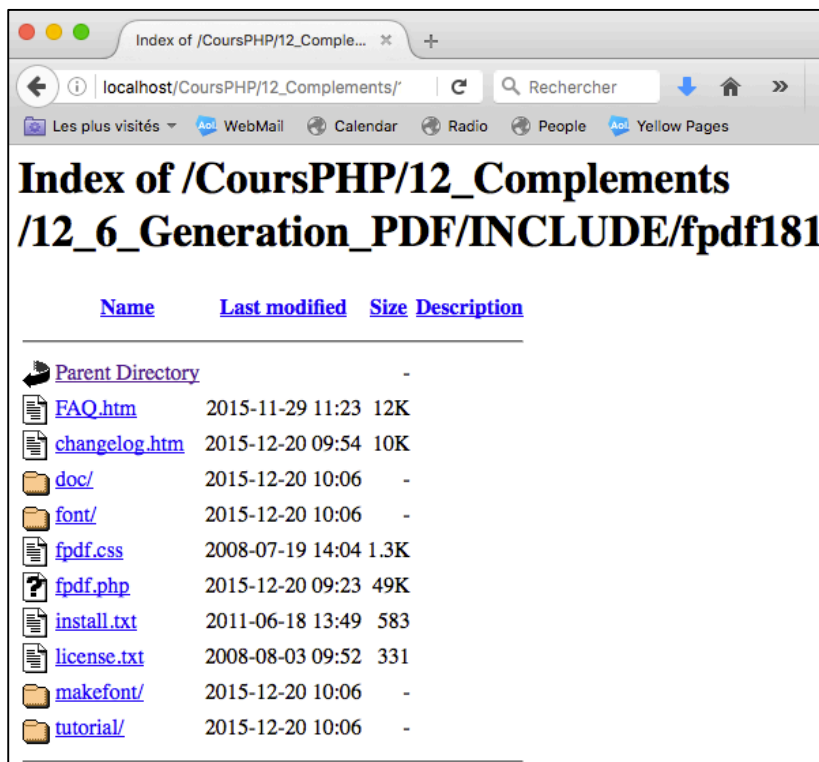 Index of /CoursPHP/12_Comple...
localhost/CoursPHP/12_Complements/
Rechercher
Les plus visités WebMail Calendar Radio People Yellow Pages
Index of /CoursPHP/12_Complements
/12_6_Generation_PDF/INCLUDE/fpdf181
Name Last modified Size Description
Parent Directory -
FAQ.htm 2015-11-29 11:23 12K
changelog.htm 2015-12-20 09:54 10K
doc/ 2015-12-20 10:06 -
font/ 2015-12-20 10:06 -
fpdf.css 2008-07-19 14:04 1.3K
fpdf.php 2015-12-20 09:23 49K
install.txt 2011-06-18 13:49 583
license.txt 2008-08-03 09:52 331
makefont/ 2015-12-20 10:06 -
tutorial/ 2015-12-20 10:06 -